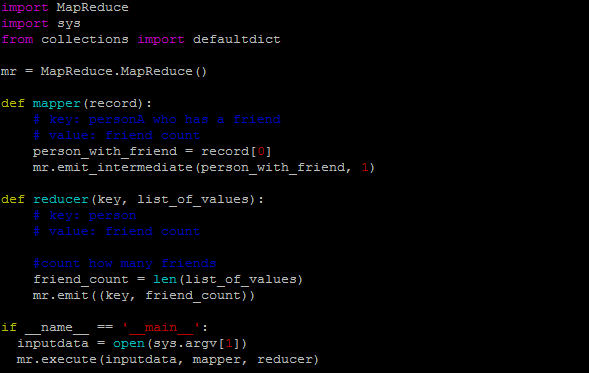 import MapReduce
import sys
from collections import defaultdict

mr = MapReduce.MapReduce()

def mapper(record):
    # key: personA who has a friend
    # value: friend count
    person_with_friend = record[0]
    mr.emit_intermediate(person_with_friend, 1)

def reducer(key, list_of_values):
    # key: person
    # value: friend count

    #count how many friends
    friend_count = len(list_of_values)
    mr.emit((key, friend_count))

if __name__ == '__main__':
  inputdata = open(sys.argv[1])
  mr.execute(inputdata, mapper, reducer)